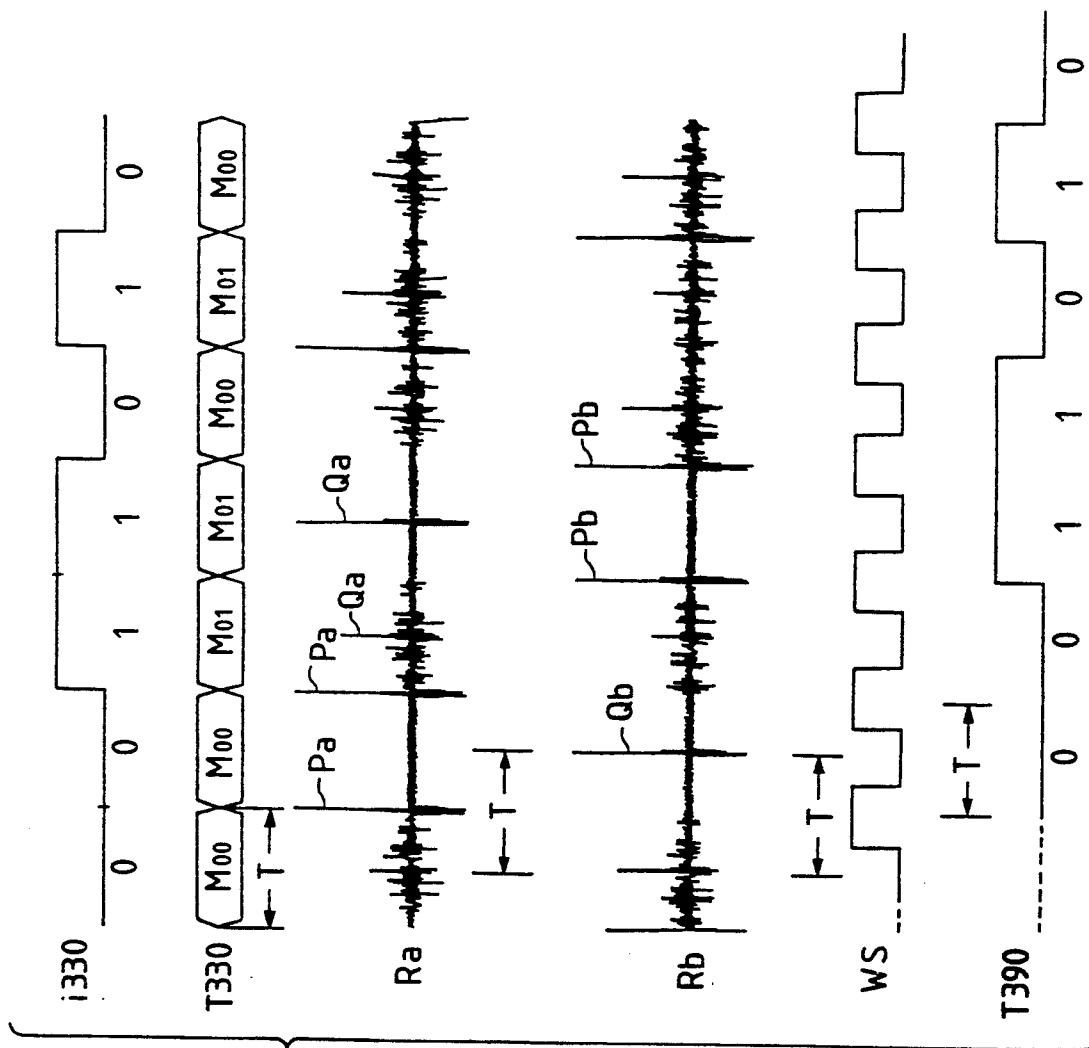 i330
0 0 1 1 0 1 0
T330
M00 M00 M01 M01 M00 M01 M00
T
Ra
Pa Pa Qa Qa
T
Rb
Qb Pb Pb
T
WS
T
T390
0 0 1 1 0 1 0